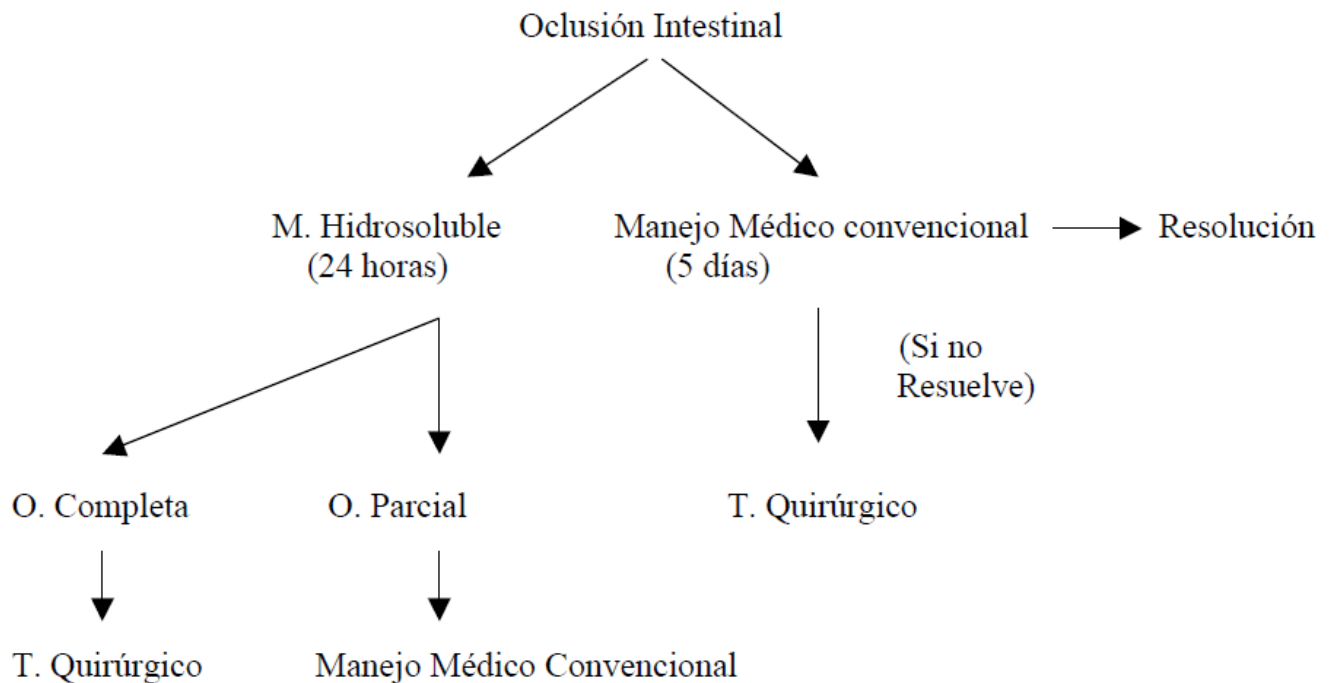 Oclusión Intestinal
M. Hidrosoluble
(24 horas)
Manejo Médico convencional
(5 días)
Resolución
(Si no
Resuelve)
O. Completa
O. Parcial
T. Quirúrgico
T. Quirúrgico
Manejo Médico Convencional